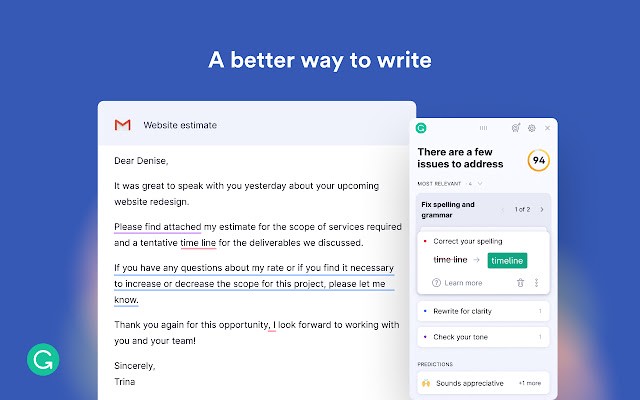 A better way to write
Website estimate
Dear Denise,
It was great to speak with you yesterday about your upcoming
website redesign.
Please find attached my estimate for the scope of services required
and a tentative time line for the deliverables we discussed.
If you have any questions about my rate or if you find it necessary
to increase or decrease the scope for this project, please let me
know.
Thank you again for this opportunity, I look forward to working with
you and your team!
Sincerely,
Trina
There are a few
issues to address
94
MOST RELEVANT · 4
Fix spelling and
grammar
1 of 2
Correct your spelling
time line → timeline
Learn more
Rewrite for clarity 1
Check your tone 1
PREDICTIONS
Sounds appreciative +1 more